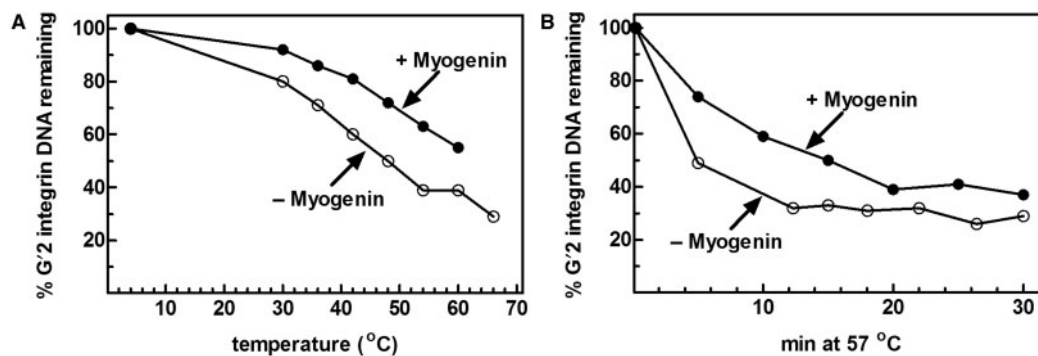 A
% G′2 integrin DNA remaining
100
80
60
40
20
+ Myogenin
– Myogenin
10 20 30 40 50 60 70
temperature (°C)
B
% G′2 integrin DNA remaining
100
80
60
40
20
+ Myogenin
– Myogenin
10 20 30
min at 57 °C